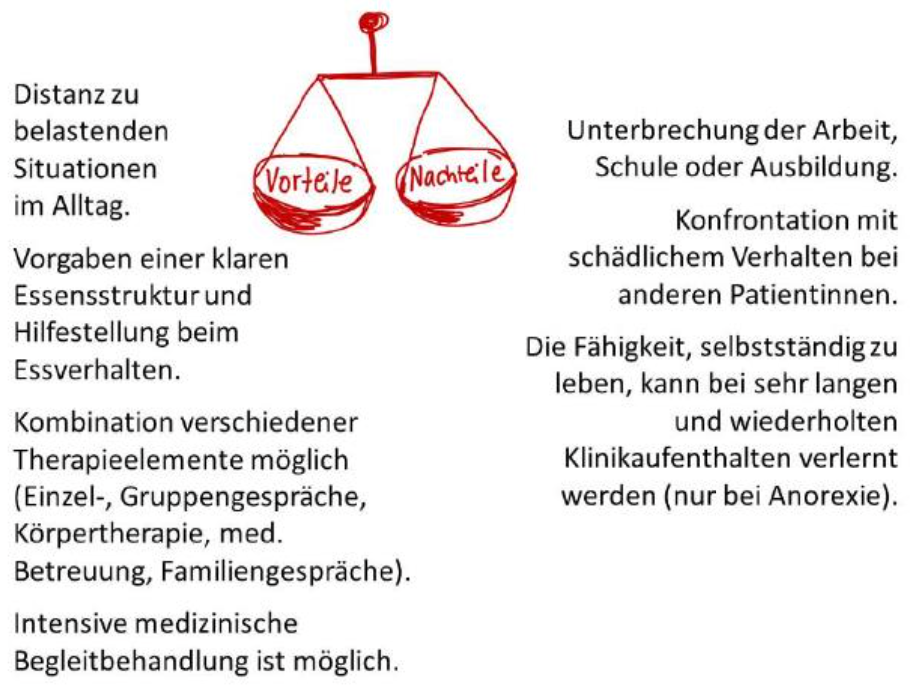 Vorteile
Nachteile
Distanz zu
belastenden
Situationen
im Alltag.
Vorgaben einer klaren
Essensstruktur und
Hilfestellung beim
Essverhalten.
Kombination verschiedener
Therapieelemente möglich
(Einzel-, Gruppengespräche,
Körpertherapie, med.
Betreuung, Familiengespräche).
Intensive medizinische
Begleitbehandlung ist möglich.
Unterbrechung der Arbeit,
Schule oder Ausbildung.
Konfrontation mit
schädlichem Verhalten bei
anderen Patientinnen.
Die Fähigkeit, selbstständig zu
leben, kann bei sehr langen
und wiederholten
Klinikaufenthalten verlernt
werden (nur bei Anorexie).